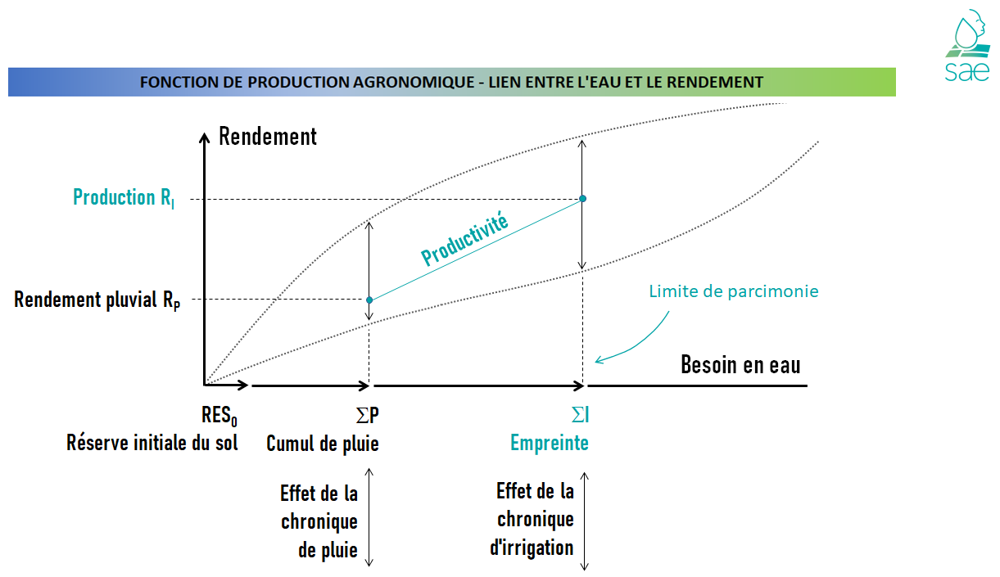 sae
FONCTION DE PRODUCTION AGRONOMIQUE - LIEN ENTRE L'EAU ET LE RENDEMENT
Rendement
Production RI
Productivité
Rendement pluvial RP
Limite de parcimonie
Besoin en eau
RES0
ΣP
ΣI
Réserve initiale du sol
Cumul de pluie
Empreinte
Effet de la
chronique
de pluie
Effet de la
chronique
d'irrigation